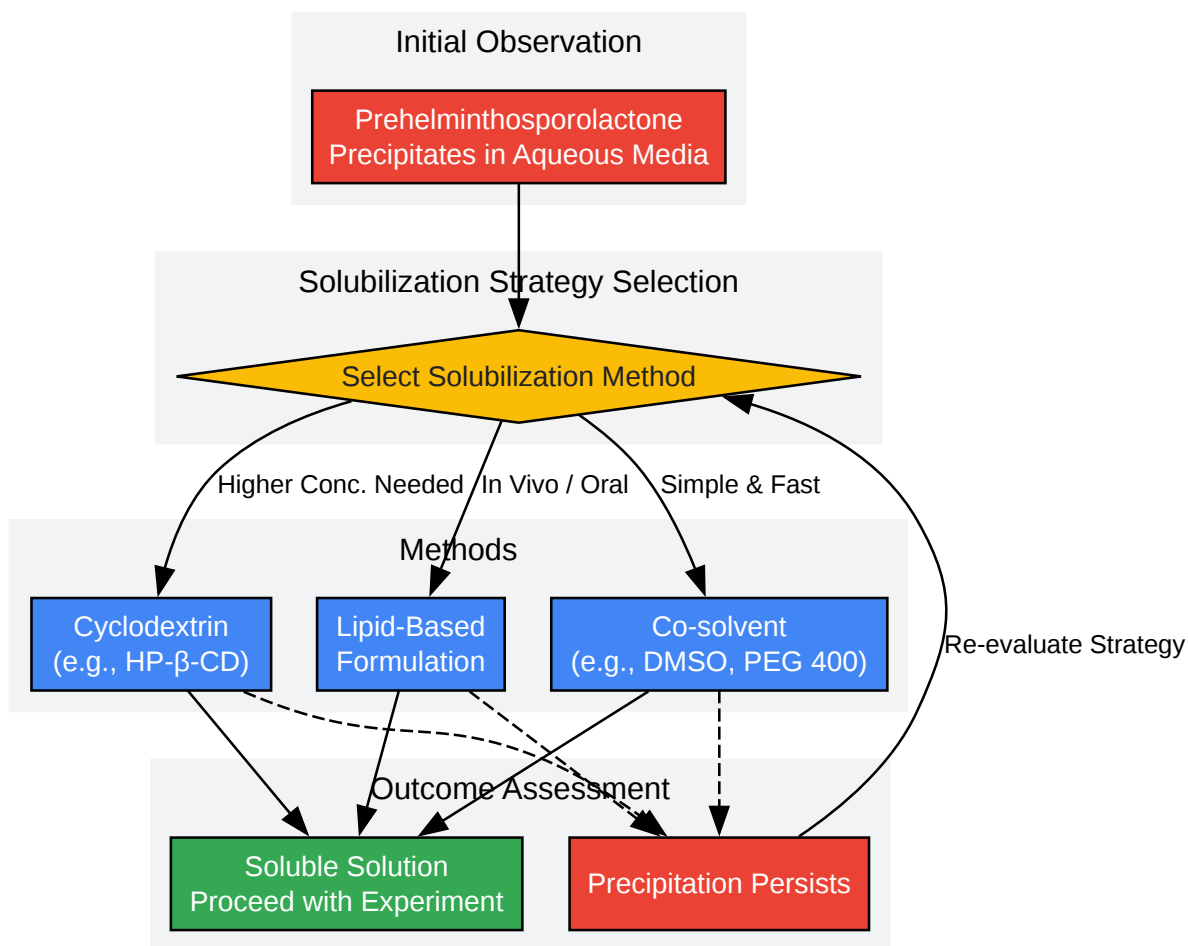 Initial Observation
Prehelminthosporolactone
Precipitates in Aqueous Media
Solubilization Strategy Selection
Select Solubilization Method
Higher Conc. Needed
In Vivo / Oral
Simple & Fast
Methods
Cyclodextrin
(e.g., HP-β-CD)
Lipid-Based
Formulation
Co-solvent
(e.g., DMSO, PEG 400)
Re-evaluate Strategy
Outcome Assessment
Soluble Solution
Proceed with Experiment
Precipitation Persists